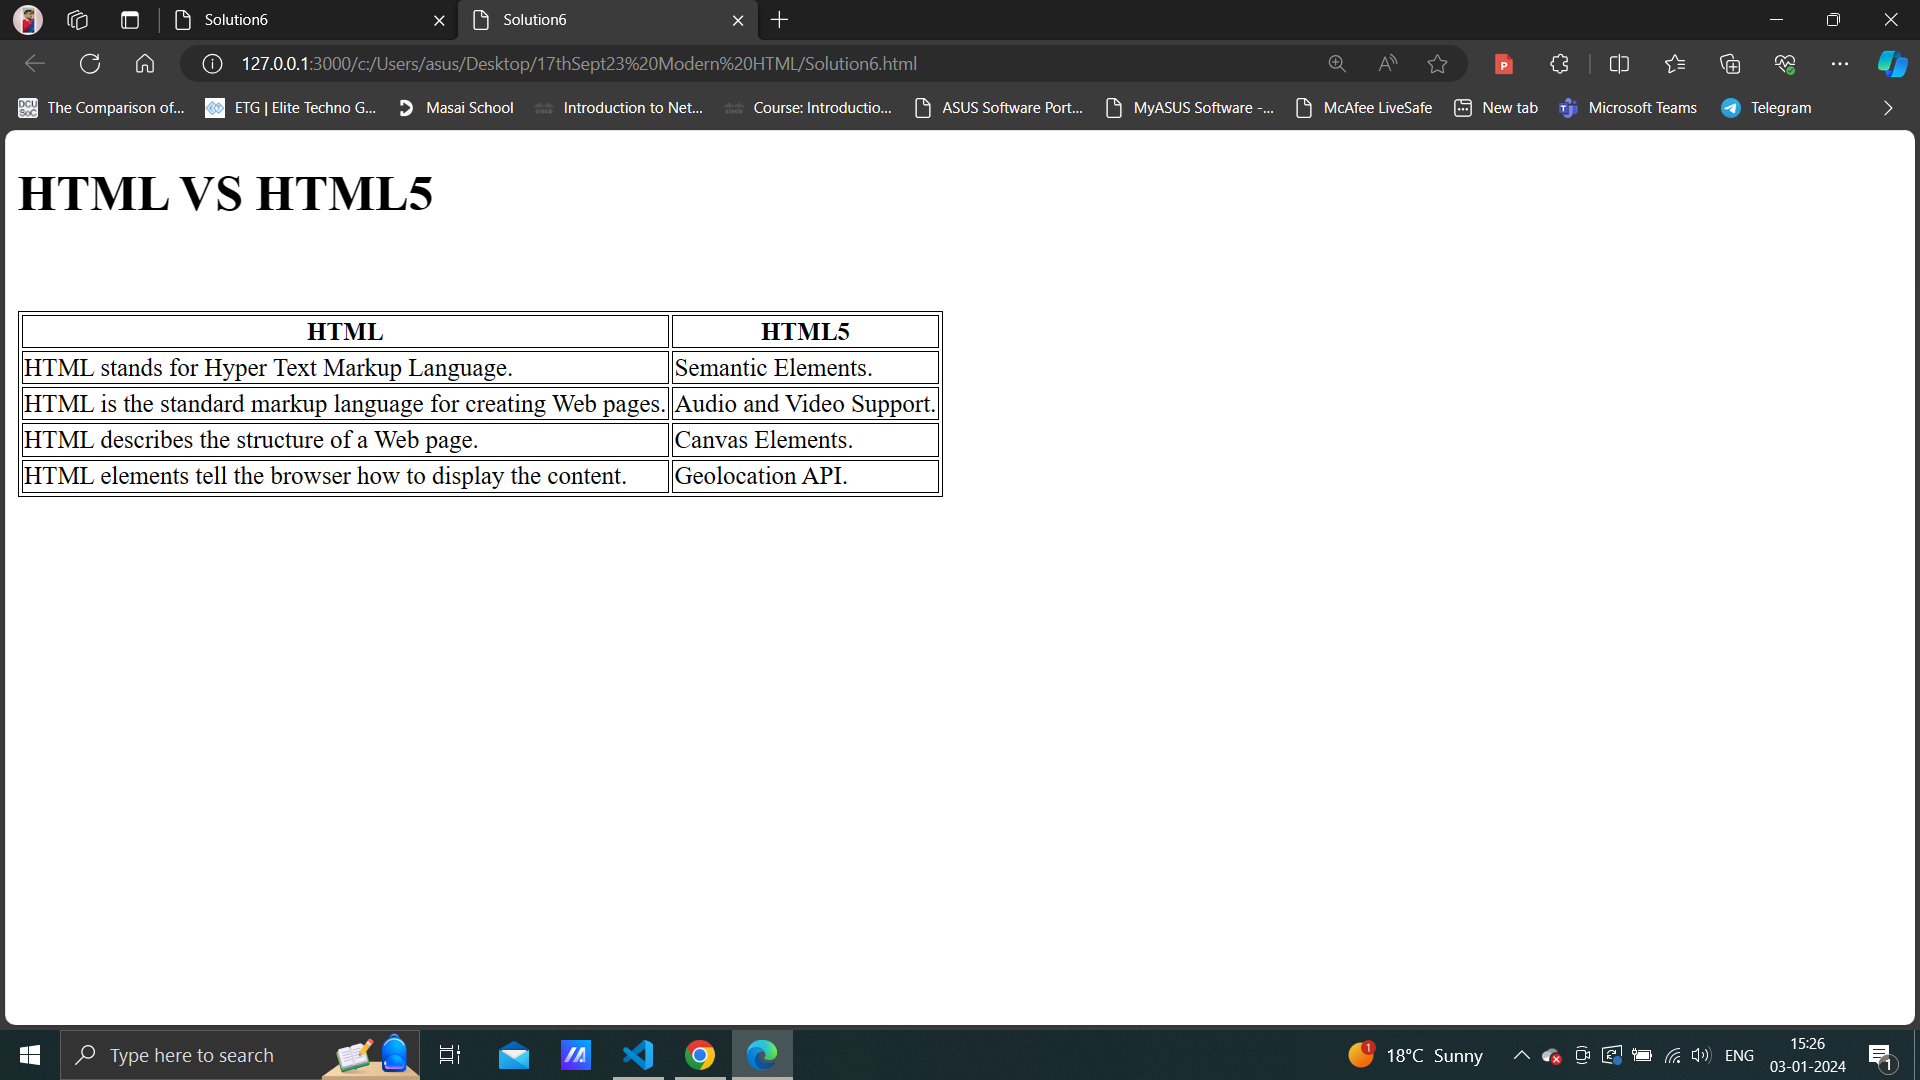 Solution6
Solution6
127.0.0.1:3000/c:/Users/asus/Desktop/17thSept23%20Modern%20HTML/Solution6.html
The Comparison of... ETG | Elite Techno G... Masai School Introduction to Net... Course: Introductio... ASUS Software Port... MyASUS Software -... McAfee LiveSafe New tab Microsoft Teams Telegram
HTML VS HTML5
HTML HTML5
HTML stands for Hyper Text Markup Language. Semantic Elements.
HTML is the standard markup language for creating Web pages. Audio and Video Support.
HTML describes the structure of a Web page. Canvas Elements.
HTML elements tell the browser how to display the content. Geolocation API.
Type here to search
1
18°C Sunny
ENG
15:26
03-01-2024
1